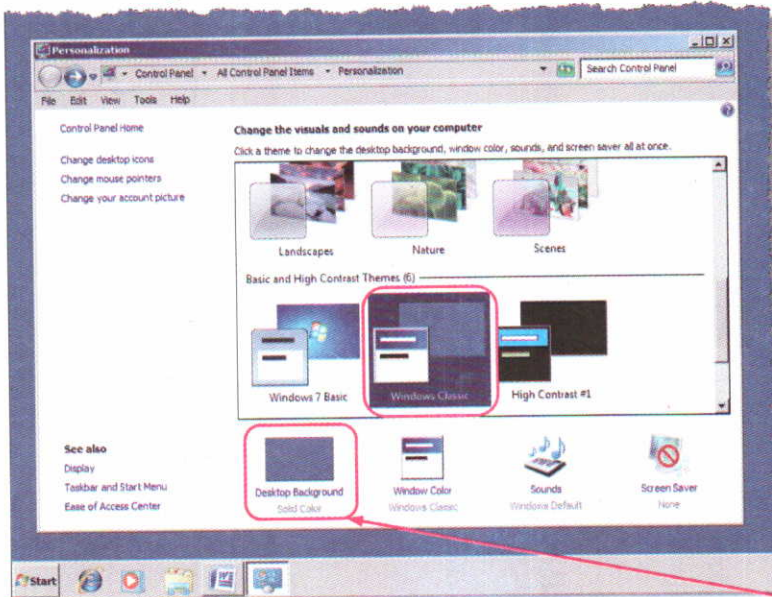 Personalization
Control Panel All Control Panel Items Personalization Search Control Panel
File Edit View Tools Help
Control Panel Home
Change desktop icons
Change mouse pointers
Change your account picture
Change the visuals and sounds on your computer
Click a theme to change the desktop background, window color, sounds, and screen saver all at once.
Landscapes Nature Scenes
Basic and High Contrast Themes (6)
Windows 7 Basic Windows Classic High Contrast #1
See also
Display
Taskbar and Start Menu
Ease of Access Center
Desktop Background Window Color Sounds Screen Saver
Solid Color Windows Classic Windows Default None
Start